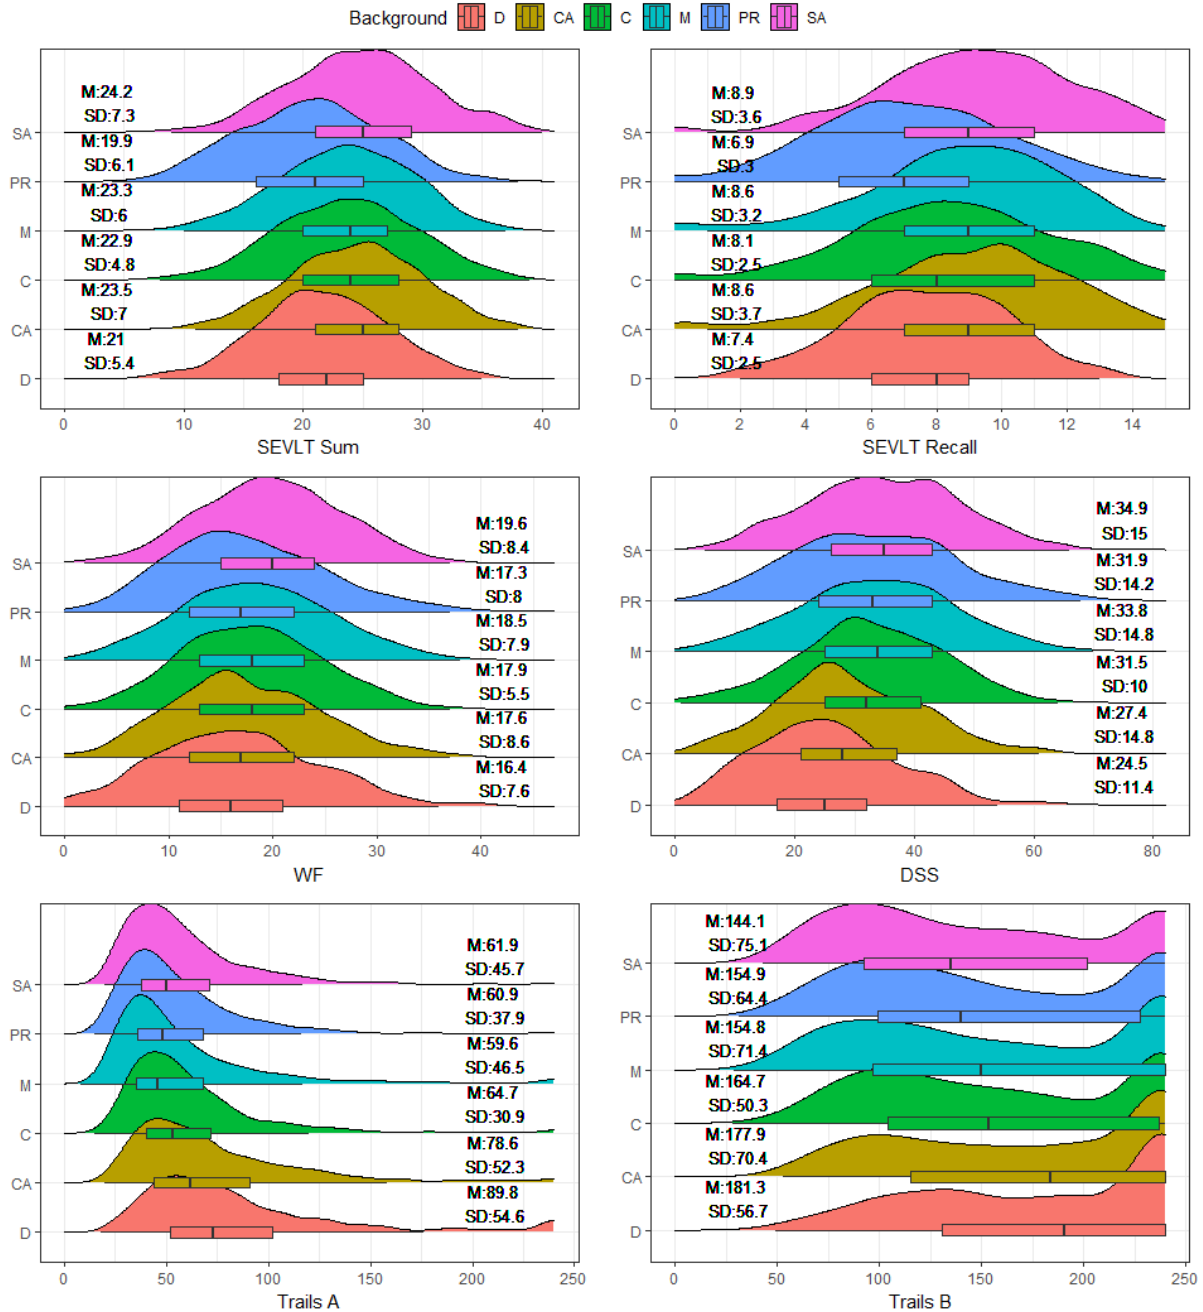 Background D CA C M PR SA
M:24.2
SD:7.3
SA
M:19.9
SD:6.1
PR
M:23.3
SD:6
M
M:22.9
SD:4.8
C
M:23.5
SD:7
CA
M:21
SD:5.4
D
0 10 20 30 40
SEVLT Sum
M:8.9
SD:3.6
SA
M:6.9
SD:3
PR
M:8.6
SD:3.2
M
M:8.1
SD:2.5
C
M:8.6
SD:3.7
CA
M:7.4
SD:2.5
D
0 2 4 6 8 10 12 14
SEVLT Recall
M:19.6
SD:8.4
SA
M:17.3
SD:8
PR
M:18.5
SD:7.9
M
M:17.9
SD:5.5
C
M:17.6
SD:8.6
CA
M:16.4
SD:7.6
D
0 10 20 30 40
WF
M:34.9
SD:15
SA
M:31.9
SD:14.2
PR
M:33.8
SD:14.8
M
M:31.5
SD:10
C
M:27.4
SD:14.8
CA
M:24.5
SD:11.4
D
0 20 40 60 80
DSS
M:61.9
SD:45.7
SA
M:60.9
SD:37.9
PR
M:59.6
SD:46.5
M
M:64.7
SD:30.9
C
M:78.6
SD:52.3
CA
M:89.8
SD:54.6
D
0 50 100 150 200 250
Trails A
M:144.1
SD:75.1
SA
M:154.9
SD:64.4
PR
M:154.8
SD:71.4
M
M:164.7
SD:50.3
C
M:177.9
SD:70.4
CA
M:181.3
SD:56.7
D
0 50 100 150 200 250
Trails B